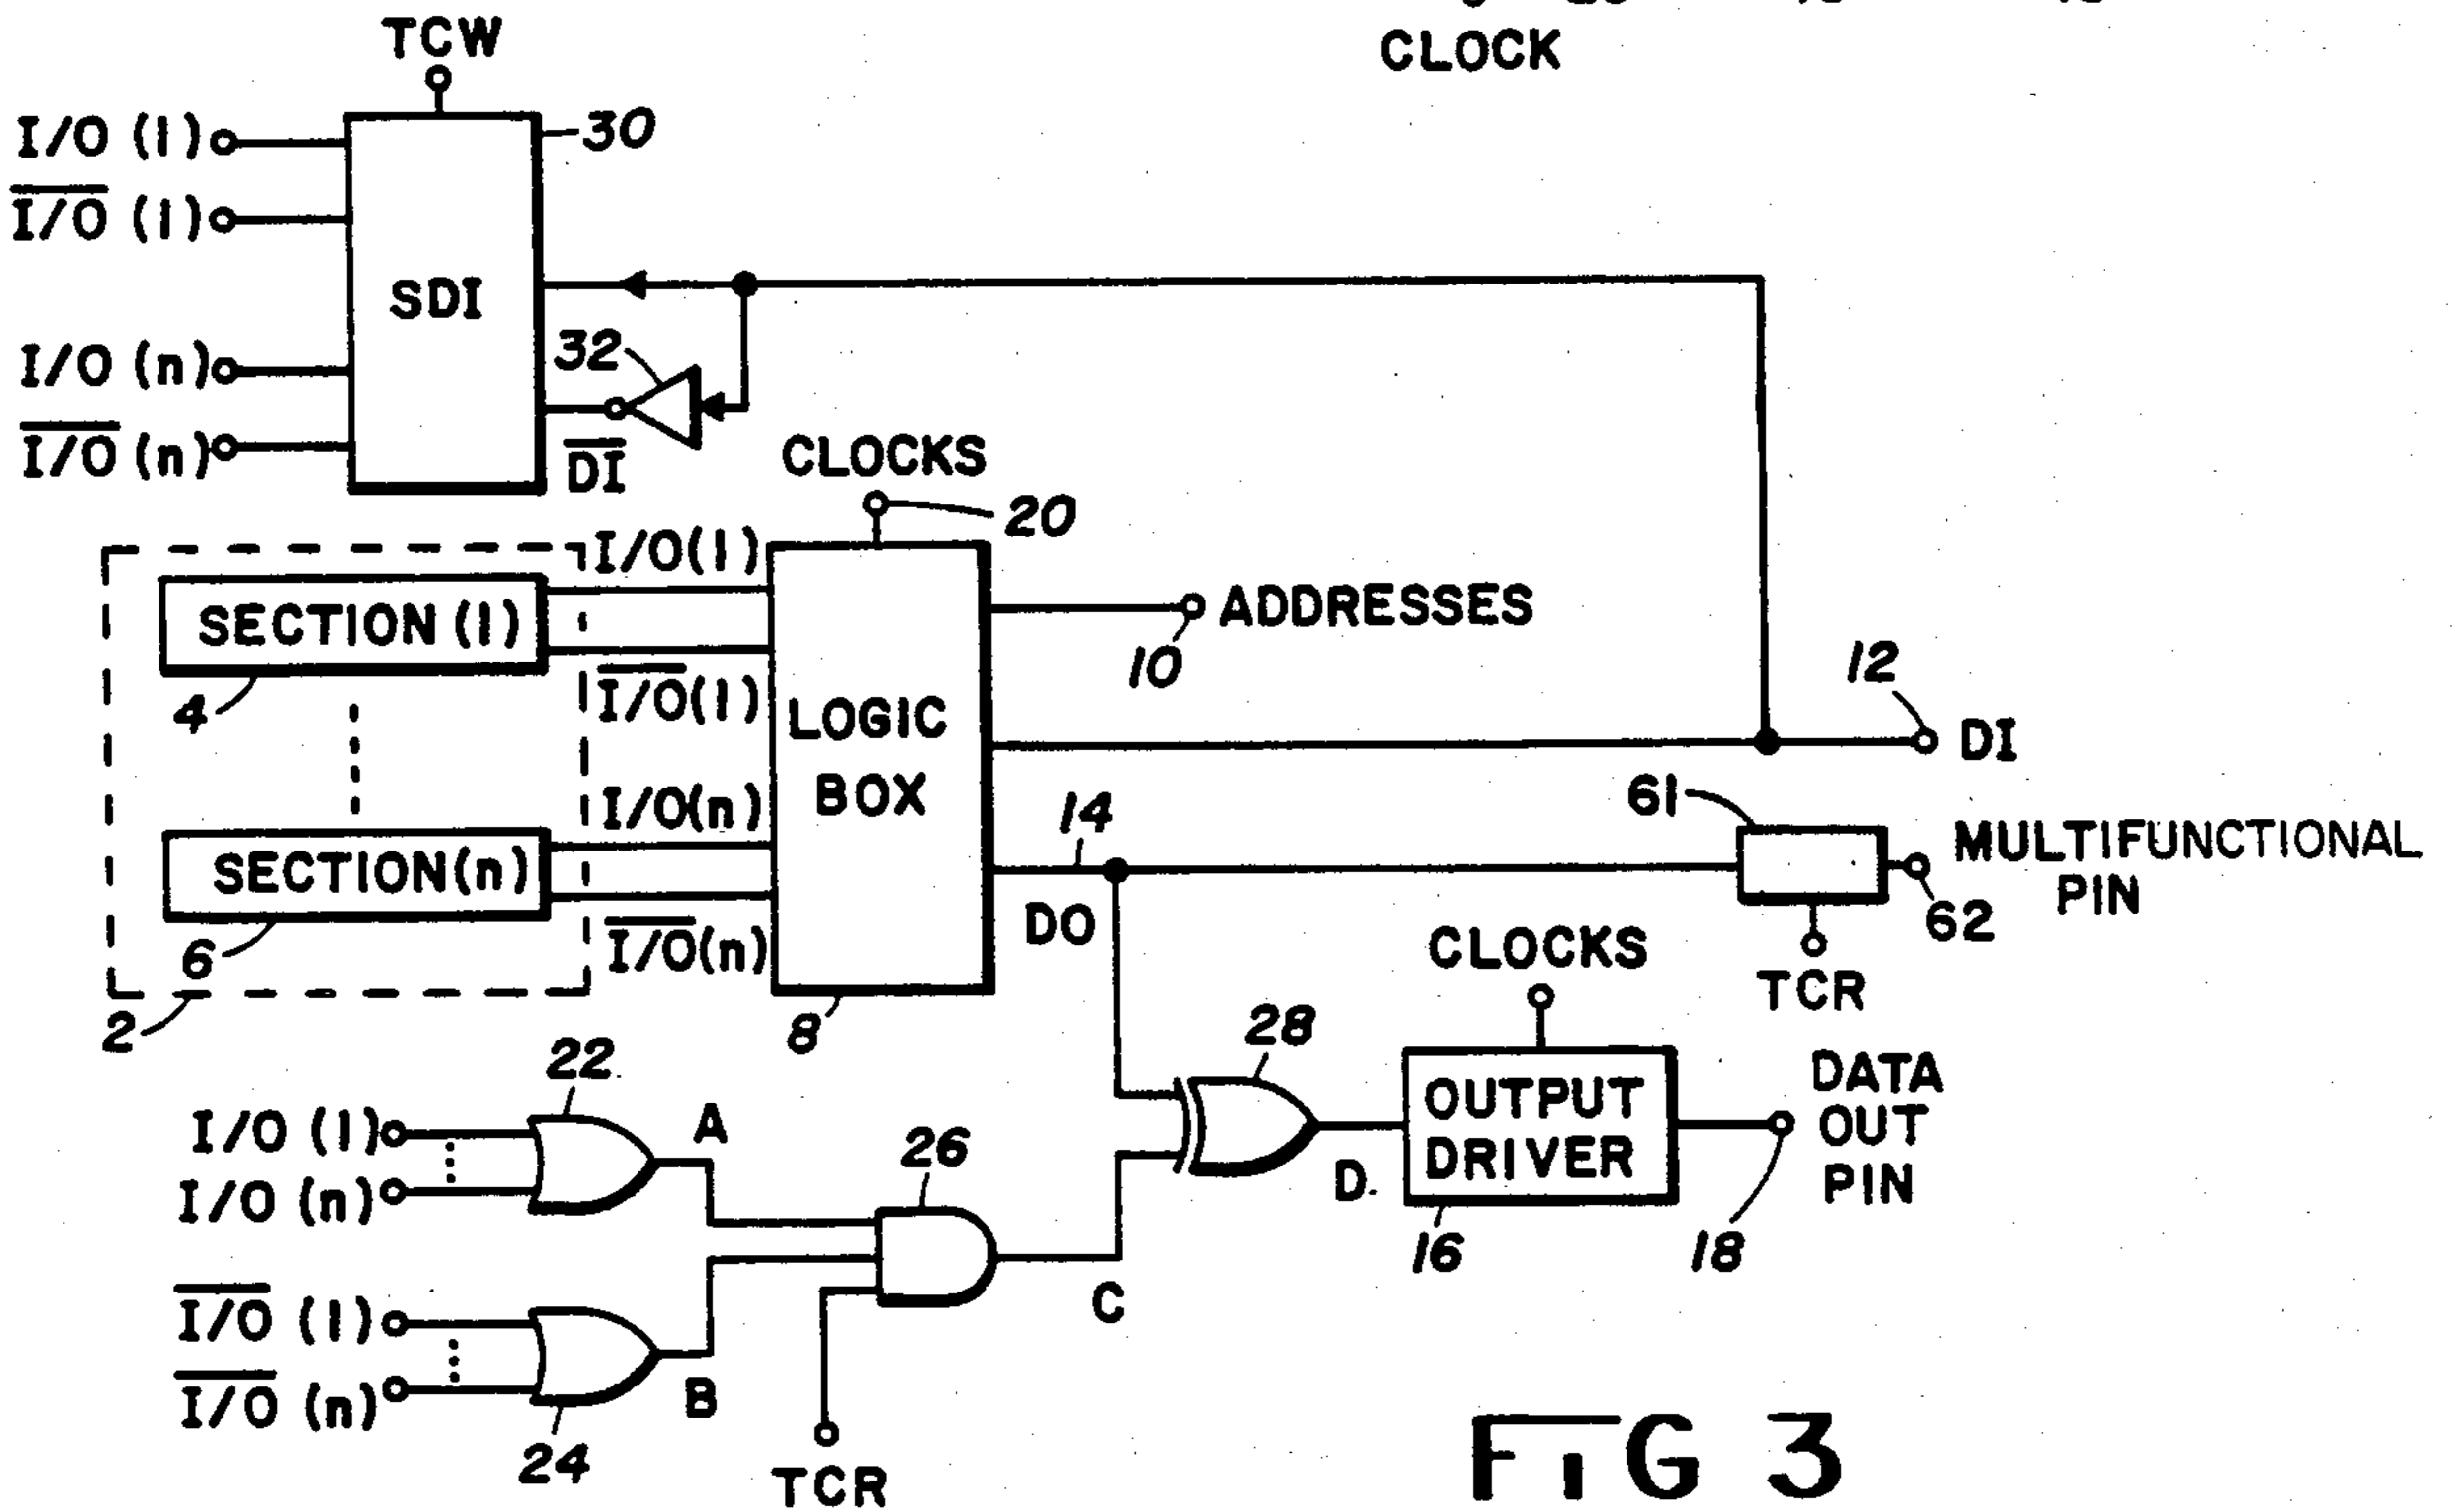 CLOCK
TCW
I/O (1)
30
I̅/̅O̅ (1)
SDI
32
I/O (n)
I̅/̅O̅ (n)
D̅I̅
CLOCKS
20
I/O(1)
SECTION (1)
ADDRESSES
10
4
I̅/̅O̅(1)
LOGIC
BOX
12
DI
61
I/O(n)
14
MULTIFUNCTIONAL
PIN
SECTION(n)
62
DO
6
I̅/̅O̅(n)
CLOCKS
TCR
2
8
28
22
DATA
OUT
PIN
OUTPUT
DRIVER
I/O (1)
A
26
I/O (n)
D
16
18
I̅/̅O̅ (1)
C
I̅/̅O̅ (n)
B
24
TCR
FIG 3